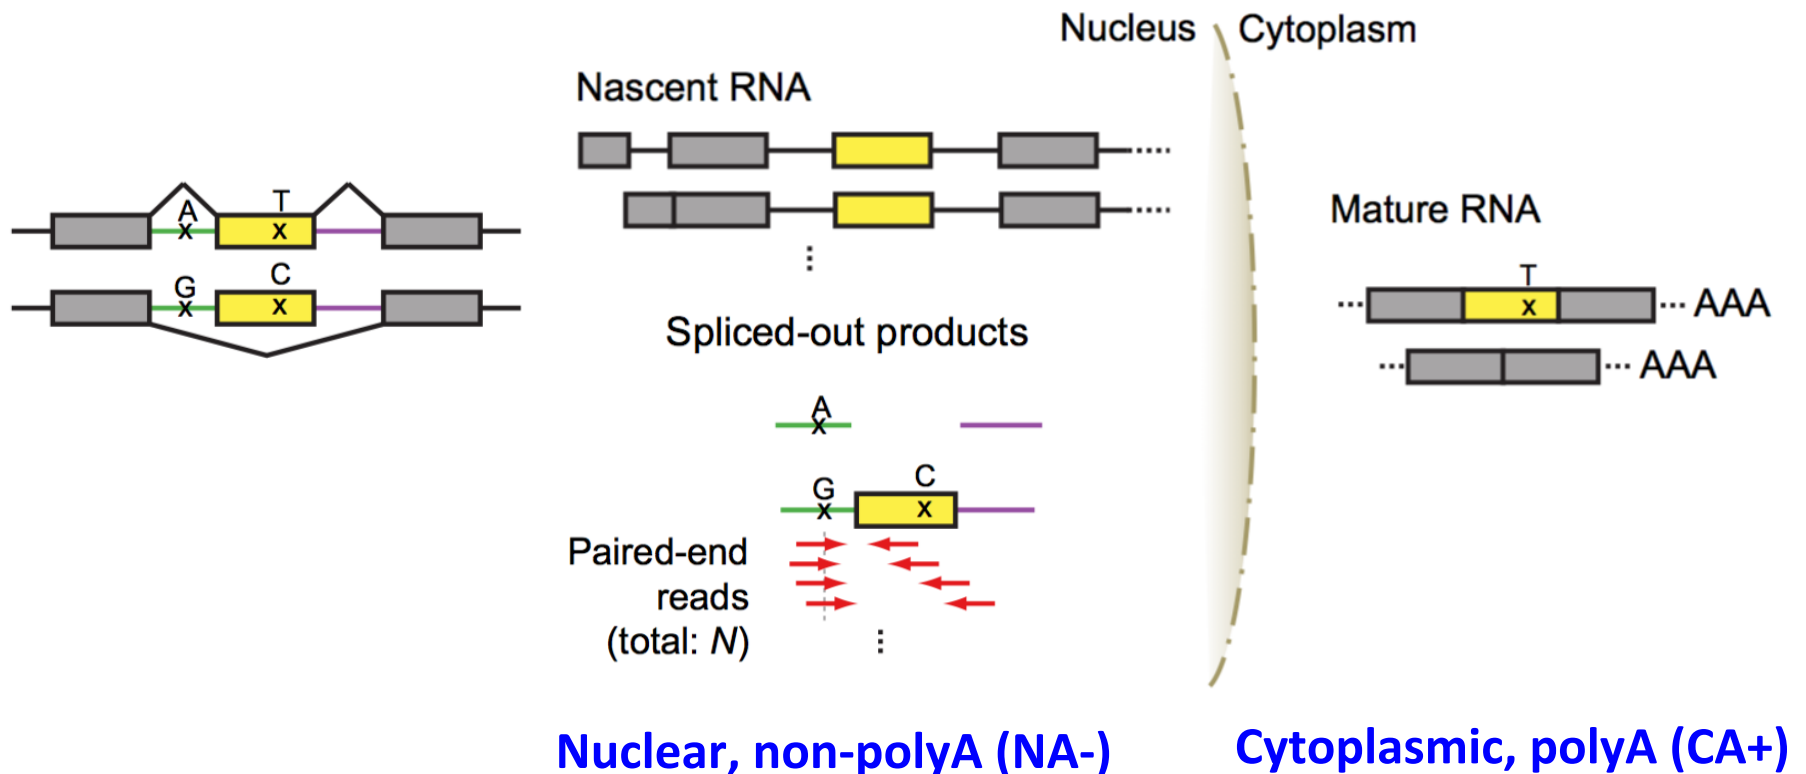 Nucleus
Cytoplasm
Nascent RNA
A
x
T
x
G
x
C
x
Mature RNA
T
x
AAA
AAA
Spliced-out products
A
x
G
x
C
x
Paired-end
reads
(total: N)
Nuclear, non-polyA (NA-)
Cytoplasmic, polyA (CA+)